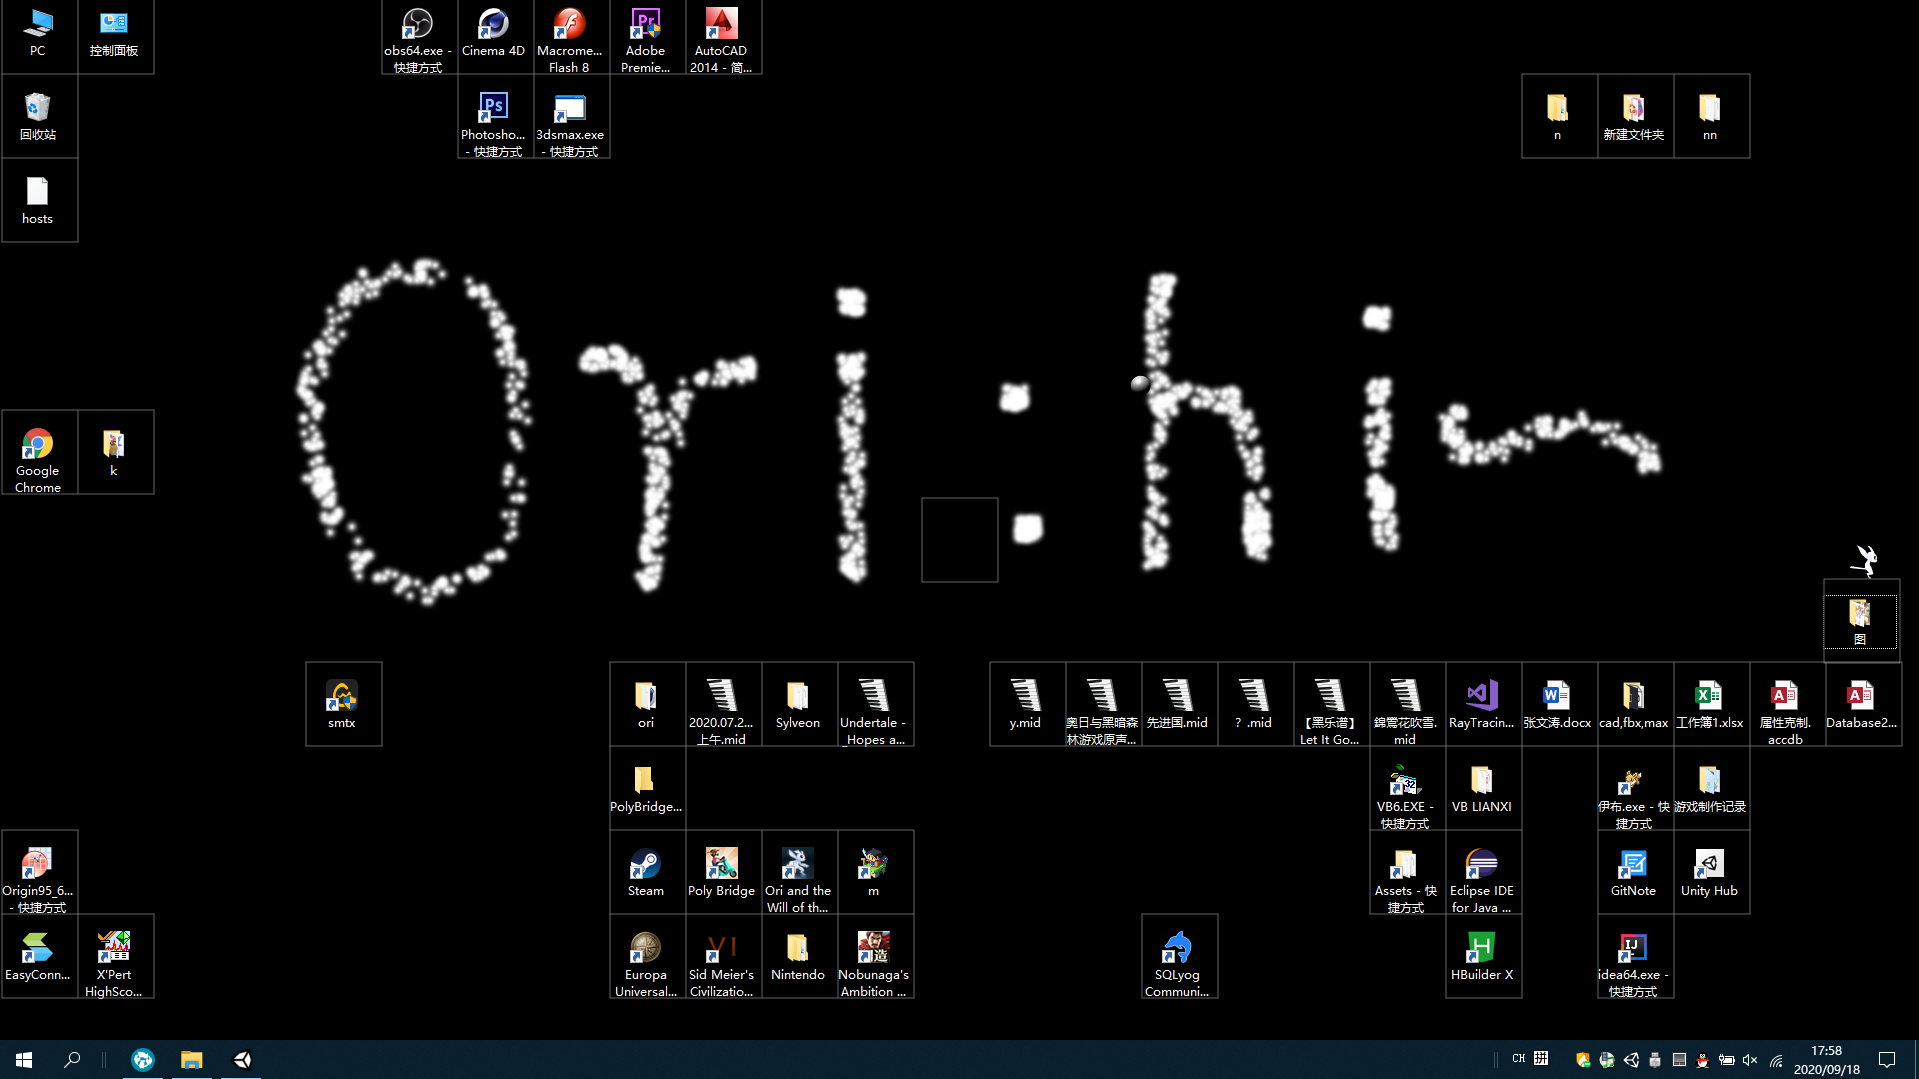 PC
控制面板
obs64.exe -
快捷方式
Cinema 4D
Macrome...
Flash 8
Adobe
Premie...
AutoCAD
2014 - 简...
Ps
Pr
回收站
Photosho...
- 快捷方式
3dsmax.exe
- 快捷方式
n
新建文件夹
nn
hosts
Ori:hi~
Google
Chrome
k
图
smtx
ori
2020.07.2...
上午.mid
Sylveon
Undertale -
_Hopes a...
y.mid
奥日与黑暗森
林游戏原声...
先进国.mid
？.mid
【黑乐谱】
Let It Go...
錦鶯花吹雪.
mid
RayTracin...
张文涛.docx
cad,fbx,max
工作簿1.xlsx
属性克制.
accdb
Database2...
PolyBridge...
VB6.EXE -
快捷方式
VB LIANXI
伊布.exe - 快
捷方式
游戏制作记录
Origin95_6...
- 快捷方式
Steam
Poly Bridge
Ori and the
Will of th...
m
Assets - 快
捷方式
Eclipse IDE
for Java ...
GitNote
Unity Hub
EasyConn...
X'Pert
HighSco...
Europa
Universal...
VI
Sid Meier's
Civilizatio...
Nintendo
造
Nobunaga's
Ambition ...
SQLyog
Communi...
H
HBuilder X
IJ
idea64.exe -
快捷方式
CH 拼
17:58
2020/09/18